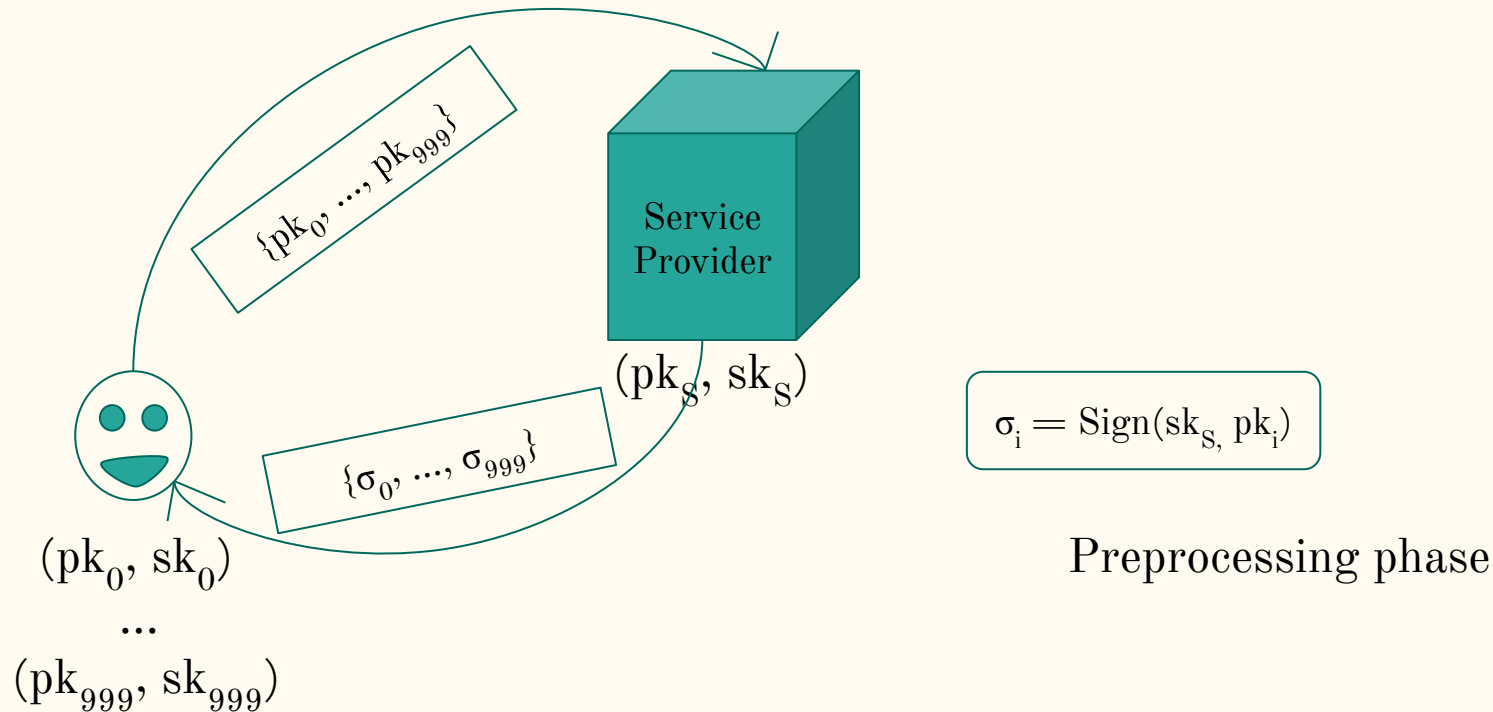 {pk₀, ..., pk₉₉₉}
Service
Provider
(pkₛ, skₛ)
σᵢ = Sign(skₛ, pkᵢ)
{σ₀, ..., σ₉₉₉}
(pk₀, sk₀)
...
(pk₉₉₉, sk₉₉₉)
Preprocessing phase